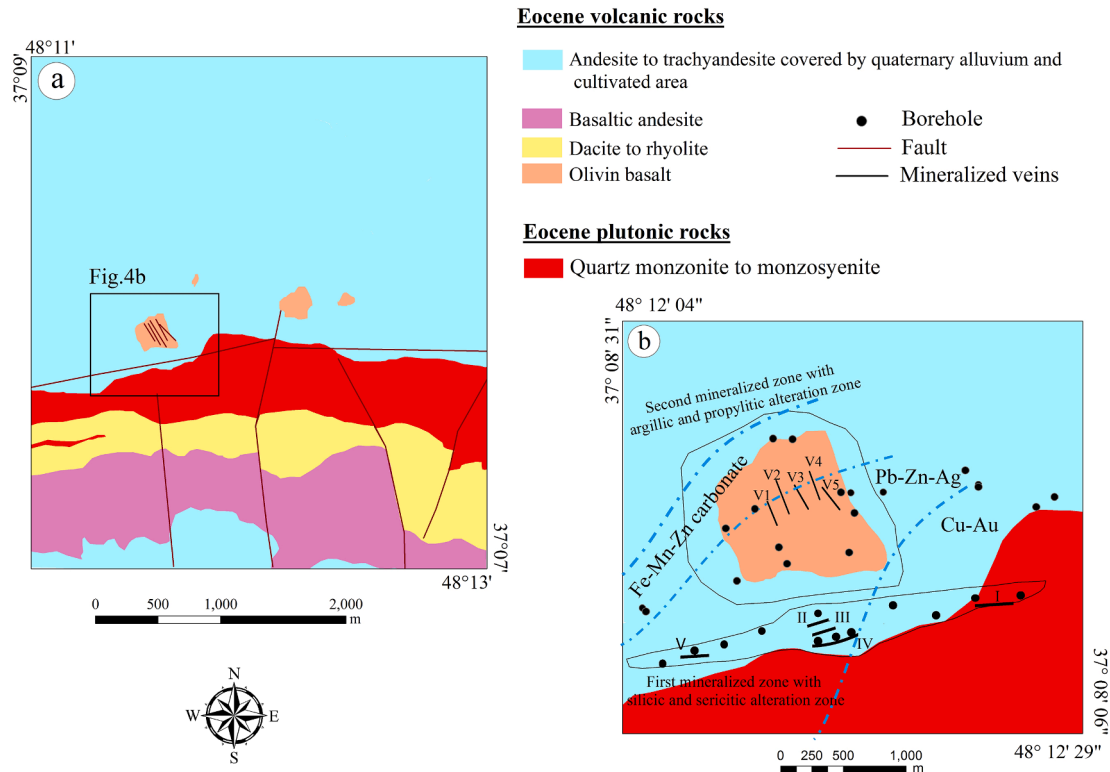 48°11'
37°09'
a
Fig.4b
37°07'
48°13'
0 500 1,000 2,000
m
N
W E
S
Eocene volcanic rocks
Andesite to trachyandesite covered by quaternary alluvium and
cultivated area
Basaltic andesite
Dacite to rhyolite
Olivin basalt
Borehole
Fault
Mineralized veins
Eocene plutonic rocks
Quartz monzonite to monzosyenite
48° 12' 04"
37° 08' 31"
b
Second mineralized zone with
argillic and propylitic alteration zone
Fe-Mn-Zn carbonate
V1
V2
V3
V4
V5
Pb-Zn-Ag
Cu-Au
I
II
III
IV
V
First mineralized zone with
silicic and sericitic alteration zone
37° 08' 06"
48° 12' 29"
0 250 500 1,000
m